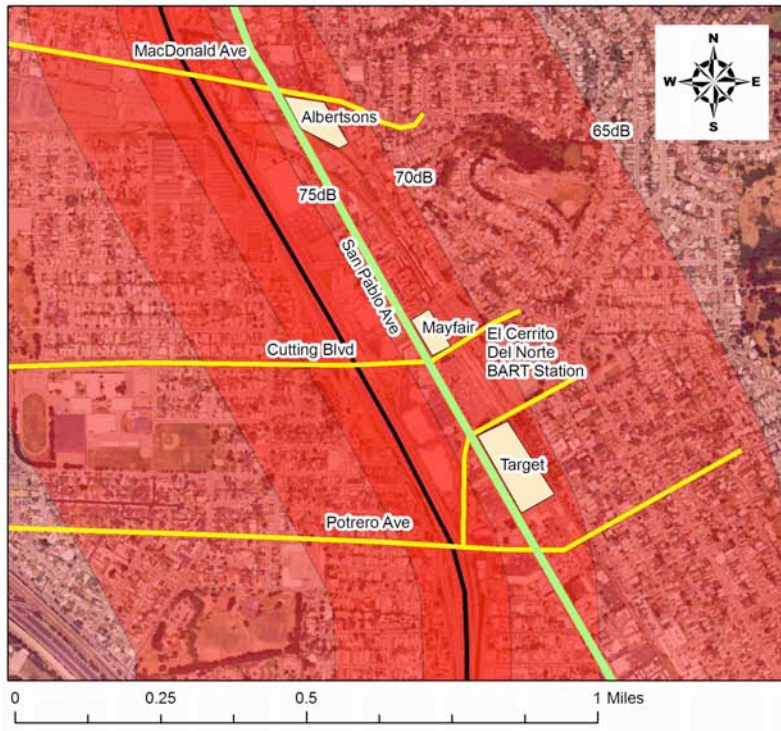 MacDonald Ave
N
W E
S
Albertsons
65dB
70dB
75dB
San Pablo Ave
Mayfair
El Cerrito
Del Norte
BART Station
Cutting Blvd
Target
Potrero Ave
0 0.25 0.5 1 Miles